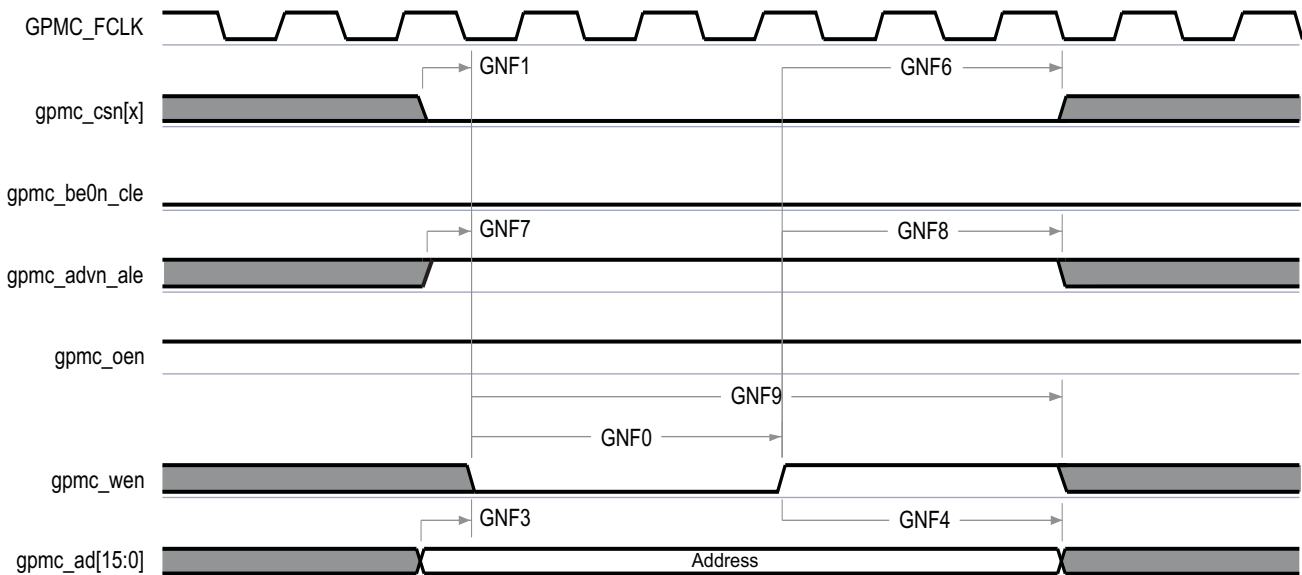 GPMC_FCLK
GNF1
GNF6
gpmc_csn[x]
gpmc_be0n_cle
GNF7
GNF8
gpmc_advn_ale
gpmc_oen
GNF9
GNF0
gpmc_wen
GNF3
GNF4
gpmc_ad[15:0]
Address